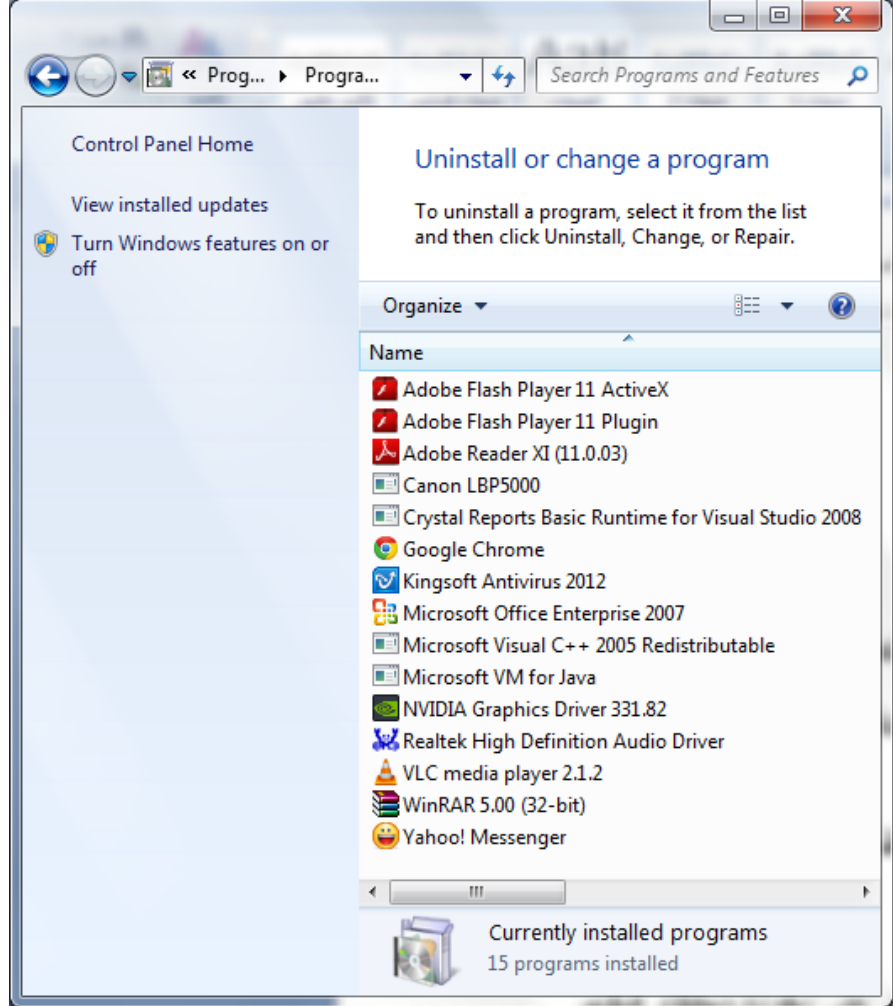 « Prog... Progra...
Search Programs and Features
Control Panel Home
View installed updates
Turn Windows features on or
off
Uninstall or change a program
To uninstall a program, select it from the list
and then click Uninstall, Change, or Repair.
Organize
Name
Adobe Flash Player 11 ActiveX
Adobe Flash Player 11 Plugin
Adobe Reader XI (11.0.03)
Canon LBP5000
Crystal Reports Basic Runtime for Visual Studio 2008
Google Chrome
Kingsoft Antivirus 2012
Microsoft Office Enterprise 2007
Microsoft Visual C++ 2005 Redistributable
Microsoft VM for Java
NVIDIA Graphics Driver 331.82
Realtek High Definition Audio Driver
VLC media player 2.1.2
WinRAR 5.00 (32-bit)
Yahoo! Messenger
Currently installed programs
15 programs installed